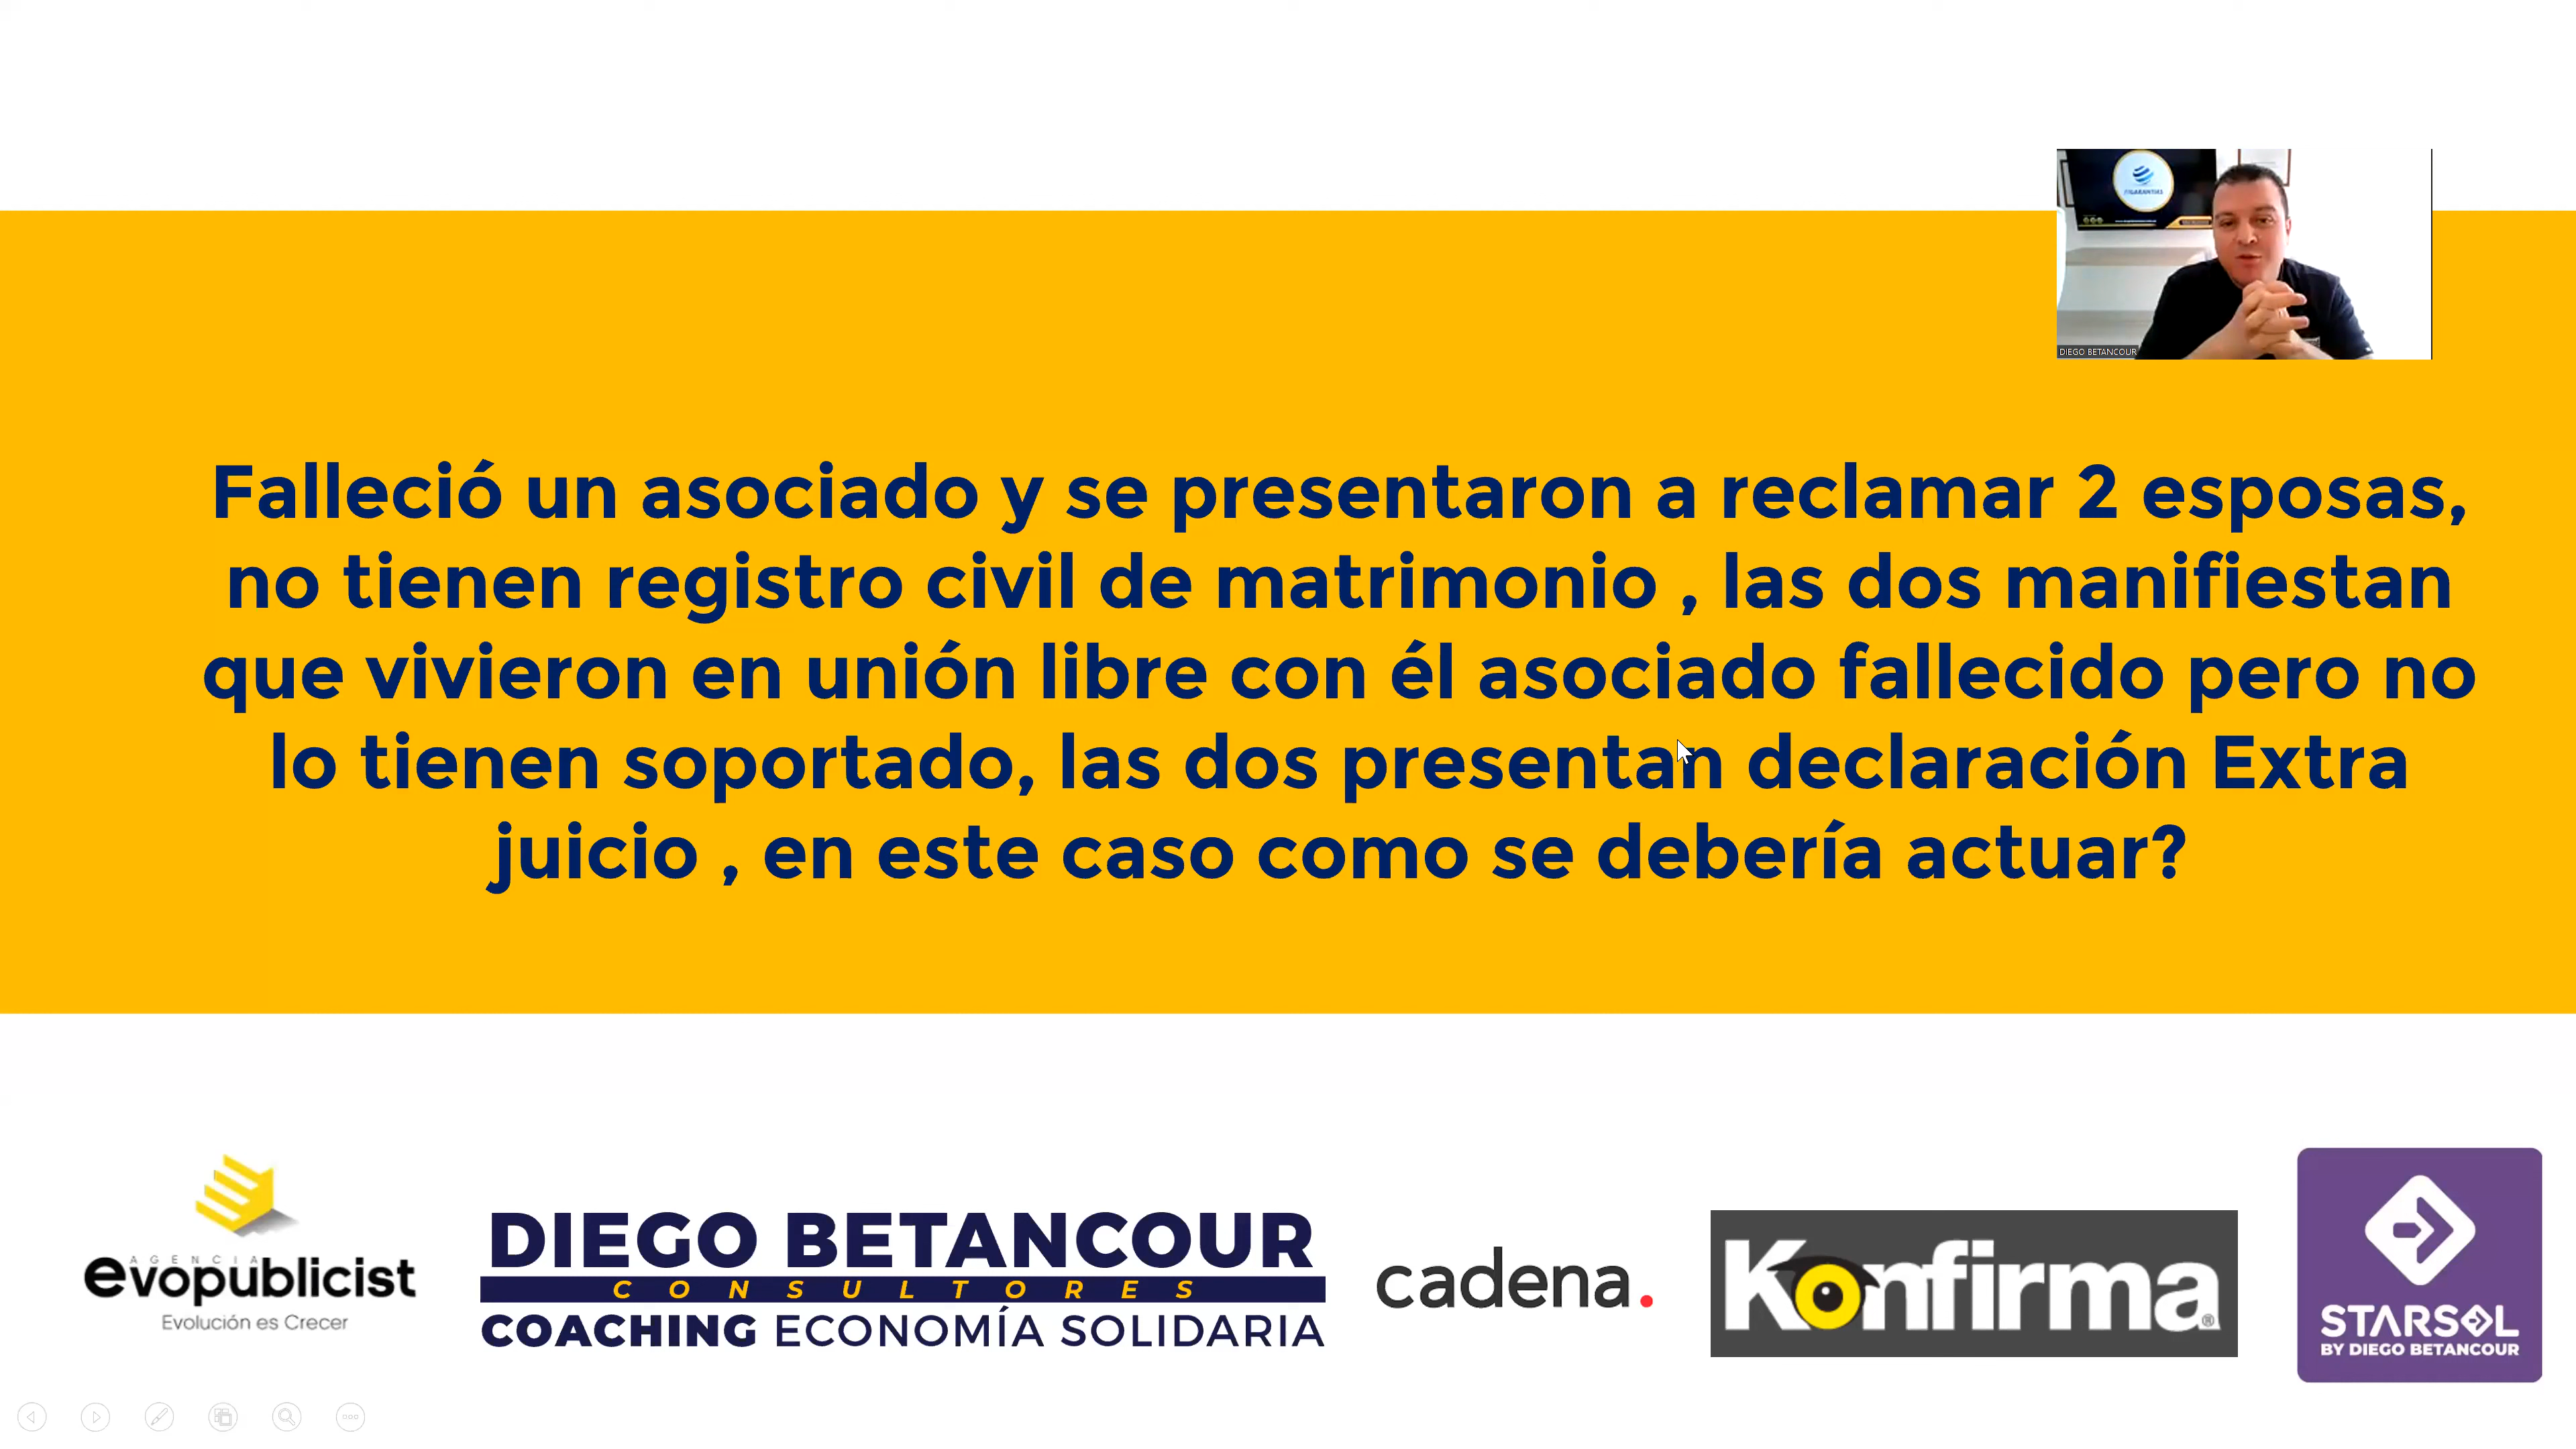 DIEGO BETANCOUR
Falleció un asociado y se presentaron a reclamar 2 esposas,
no tienen registro civil de matrimonio , las dos manifiestan
que vivieron en unión libre con él asociado fallecido pero no
lo tienen soportado, las dos presentan declaración Extra
juicio , en este caso como se debería actuar?
AGENCIA
evopublicist
Evolución es Crecer
DIEGO BETANCOUR
CONSULTORES
COACHING ECONOMÍA SOLIDARIA
cadena.
Konfirma®
STARSOL
BY DIEGO BETANCOUR